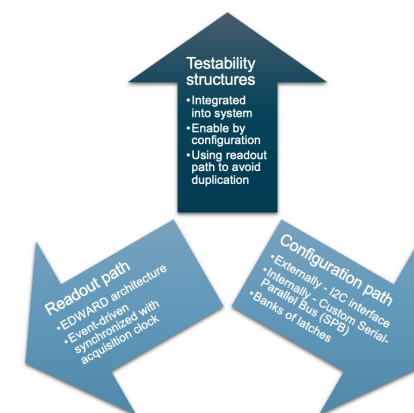 Testability
structures
•Integrated
into system
•Enable by
configuration
•Using readout
path to avoid
duplication
Readout path
•EDWARD architecture
•Event-driven
synchronized with
acquisition clock
Configuration path
•Externally - I2C interface
•Internally - Custom Serial-
Parallel Bus (SPB)
•Banks of latches